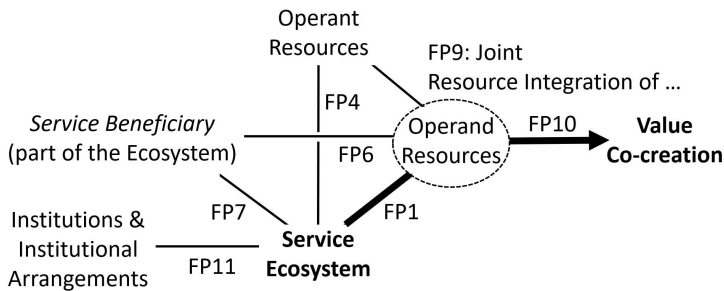 Operant
Resources
FP9: Joint
Resource Integration of ...
FP4
Service Beneficiary
(part of the Ecosystem)
Operand
Resources
FP10
Value
Co-creation
FP6
FP7
FP1
Institutions &
Institutional
Arrangements
FP11
Service
Ecosystem